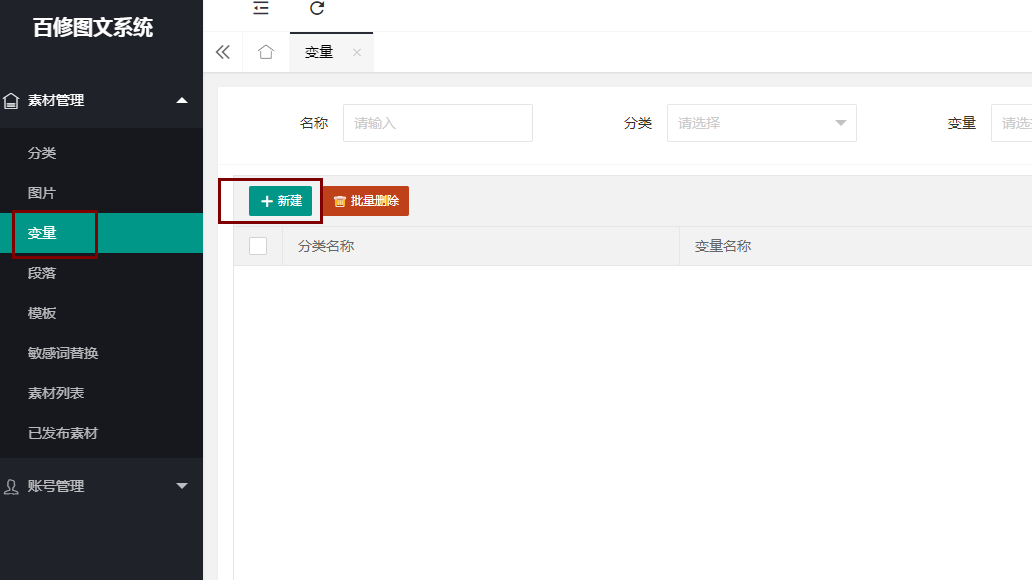 百修图文系统
变量
素材管理
分类
图片
变量
段落
模板
敏感词替换
素材列表
已发布素材
账号管理
名称 请输入 分类 请选择 变量 请选
新建 批量删除
分类名称 变量名称